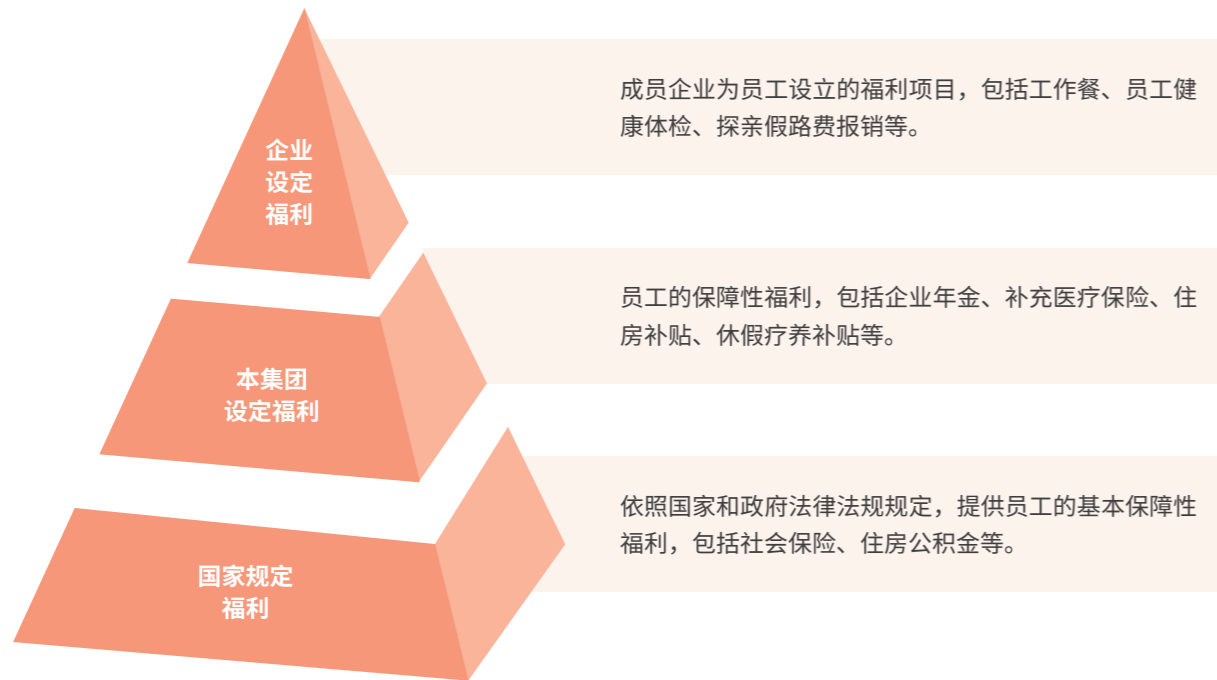 企业
设定
福利
成员企业为员工设立的福利项目，包括工作餐、员工健
康体检、探亲假路费报销等。
本集团
设定福利
员工的保障性福利，包括企业年金、补充医疗保险、住
房补贴、休假疗养补贴等。
国家规定
福利
依照国家和政府法律法规规定，提供员工的基本保障性
福利，包括社会保险、住房公积金等。